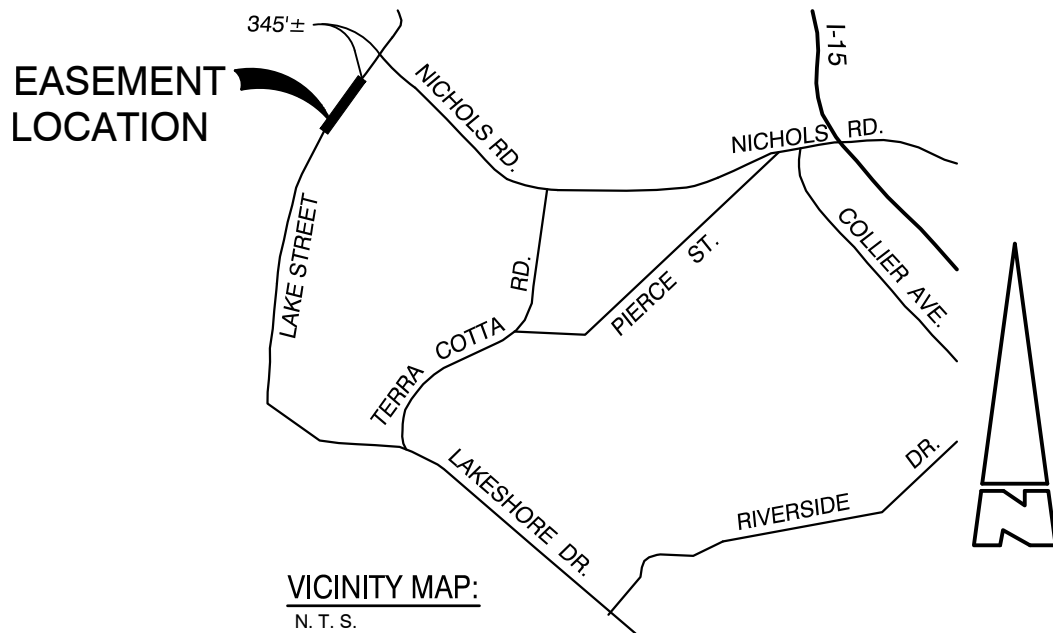 345'±
I-15
EASEMENT
LOCATION
NICHOLS RD.
NICHOLS RD.
LAKE STREET
RD.
PIERCE ST.
COLLIER AVE.
TERRA COTTA
LAKESHORE DR.
RIVERSIDE DR.
N
VICINITY MAP:
N. T. S.